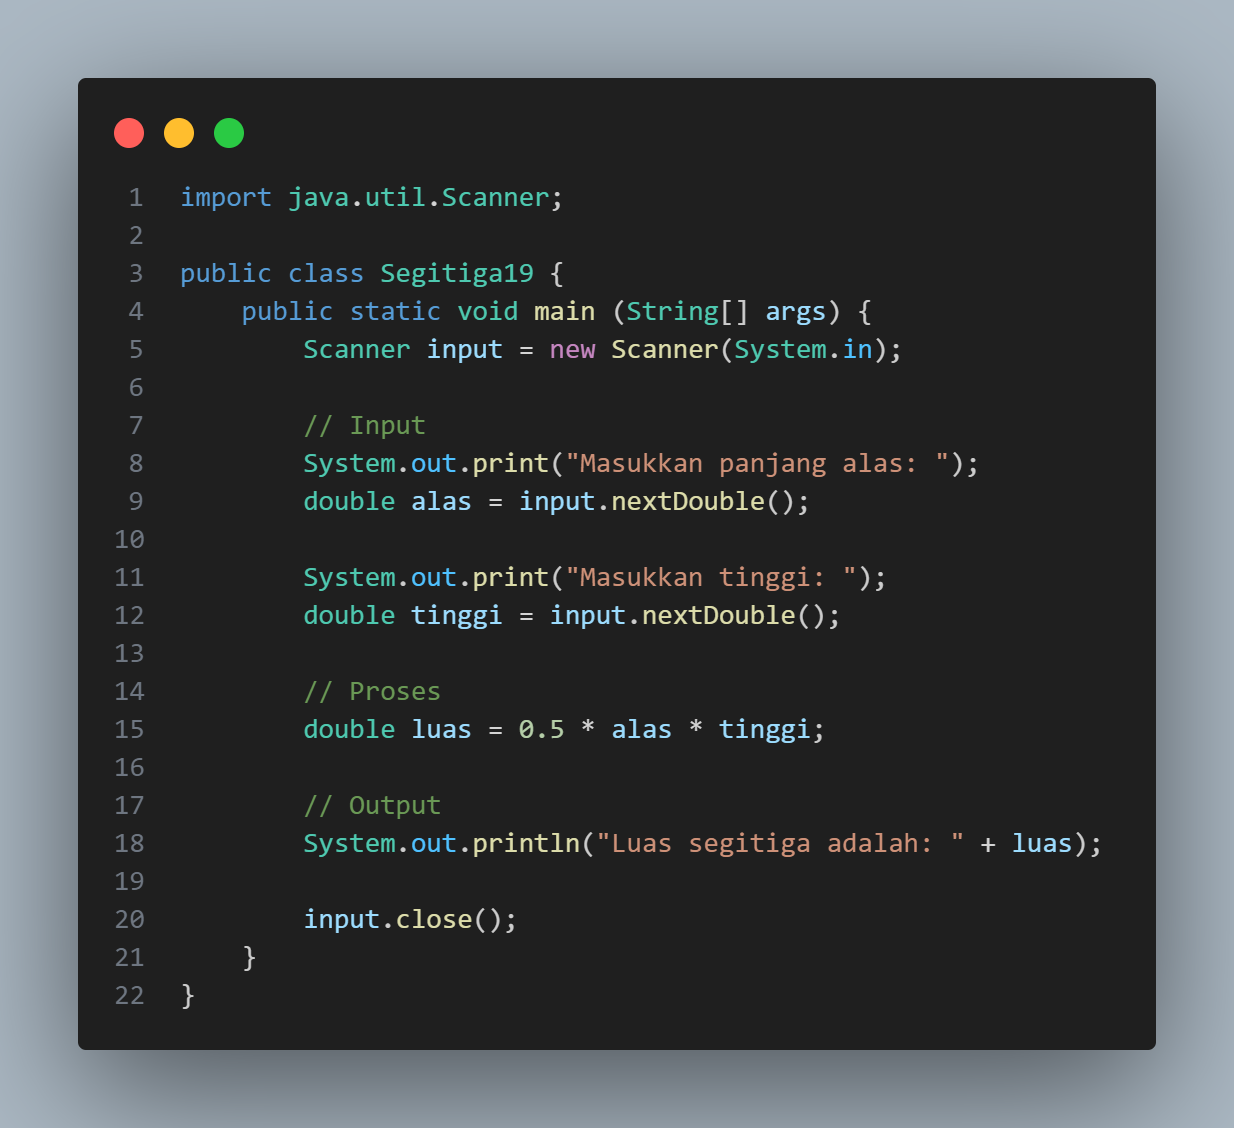 1 import java.util.Scanner;
2
3 public class Segitiga19 {
4     public static void main (String[] args) {
5         Scanner input = new Scanner(System.in);
6
7         // Input
8         System.out.print("Masukkan panjang alas: ");
9         double alas = input.nextDouble();
10
11         System.out.print("Masukkan tinggi: ");
12         double tinggi = input.nextDouble();
13
14         // Proses
15         double luas = 0.5 * alas * tinggi;
16
17         // Output
18         System.out.println("Luas segitiga adalah: " + luas);
19
20         input.close();
21     }
22 }